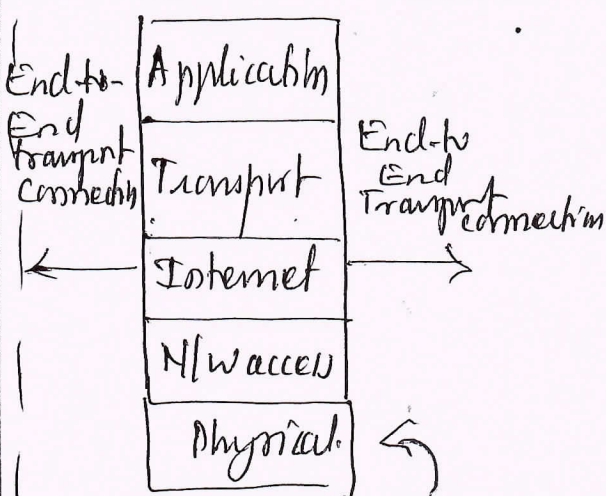 End-to-
End
Transport
Connection
Application
Transport
Internet
N/W access
Physical.
End-to
End
Transport
connection